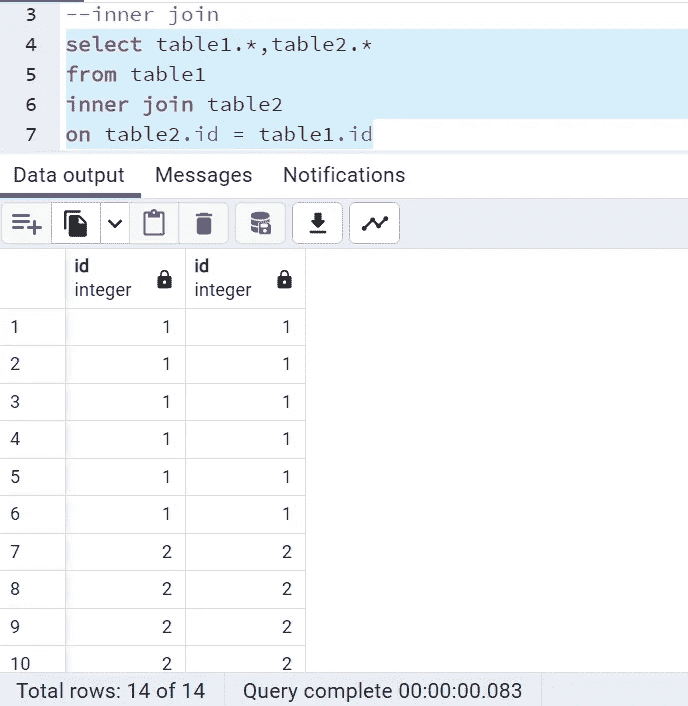 3 --inner join
4 select table1.*,table2.*
5 from table1
6 inner join table2
7 on table2.id = table1.id
Data output Messages Notifications
id id
integer integer
1 1 1
2 1 1
3 1 1
4 1 1
5 1 1
6 1 1
7 2 2
8 2 2
9 2 2
10 2 2
Total rows: 14 of 14 Query complete 00:00:00.083